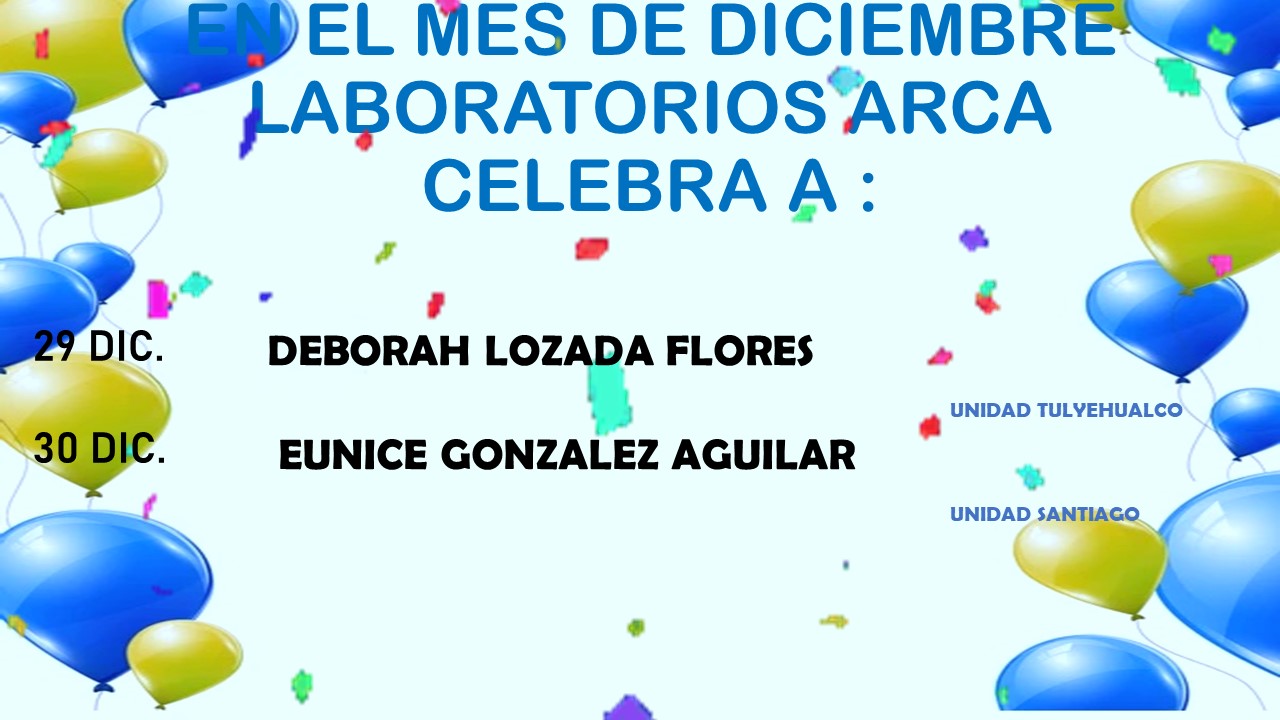 EN EL MES DE DICIEMBRE
LABORATORIOS ARCA
CELEBRA A :
29 DIC. DEBORAH LOZADA FLORES
UNIDAD TULYEHUALCO
30 DIC. EUNICE GONZALEZ AGUILAR
UNIDAD SANTIAGO